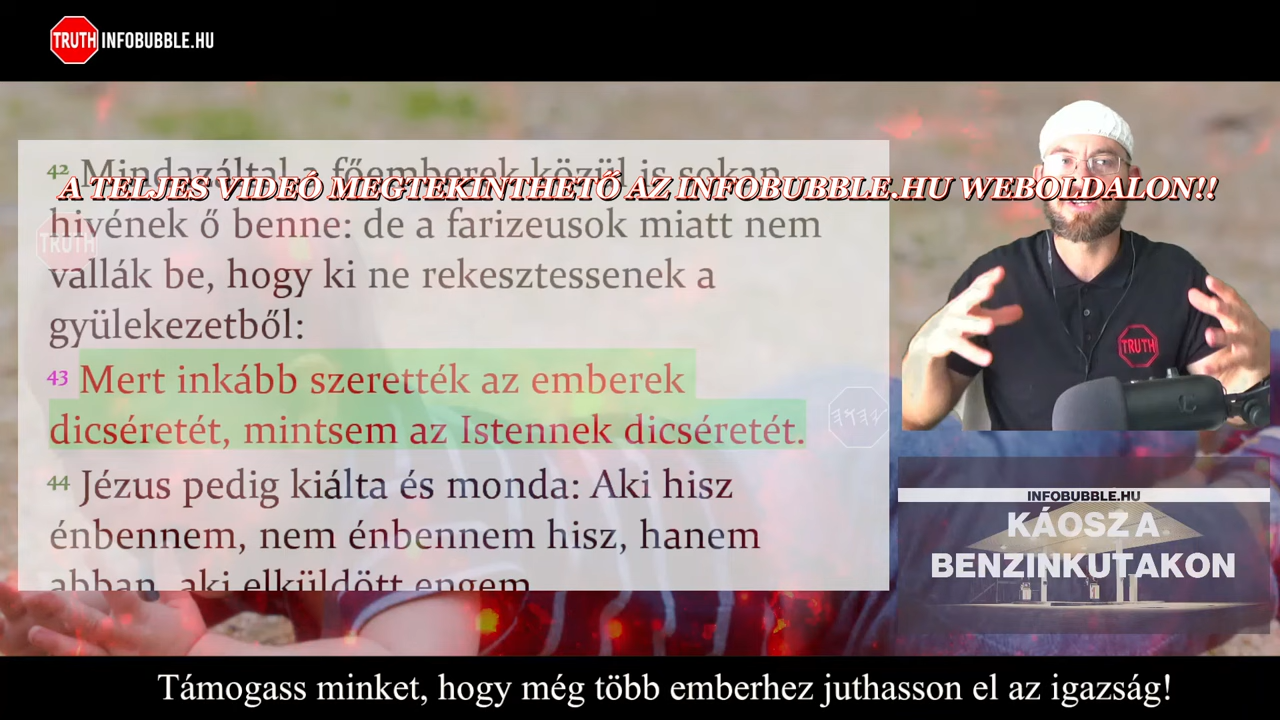 TRUTH INFOBUBBLE.HU
42 Mindazáltal a főemberek közül is sokan
A TELJES VIDEÓ MEGTEKINTHETŐ AZ INFOBUBBLE.HU WEBOLDALON!!
hivének ő benne: de a farizeusok miatt nem
TRUTH
vallák be, hogy ki ne rekesztessenek a
gyülekezetből:
43 Mert inkább szerették az emberek
dicséretét, mintsem az Istennek dicséretét.
44 Jézus pedig kiálta és monda: Aki hisz
énbennem, nem énbennem hisz, hanem
abban, aki elküldött engem.
TRUTH
INFOBUBBLE.HU
KÁOSZ A
BENZINKUTAKON
Támogass minket, hogy még több emberhez juthasson el az igazság!